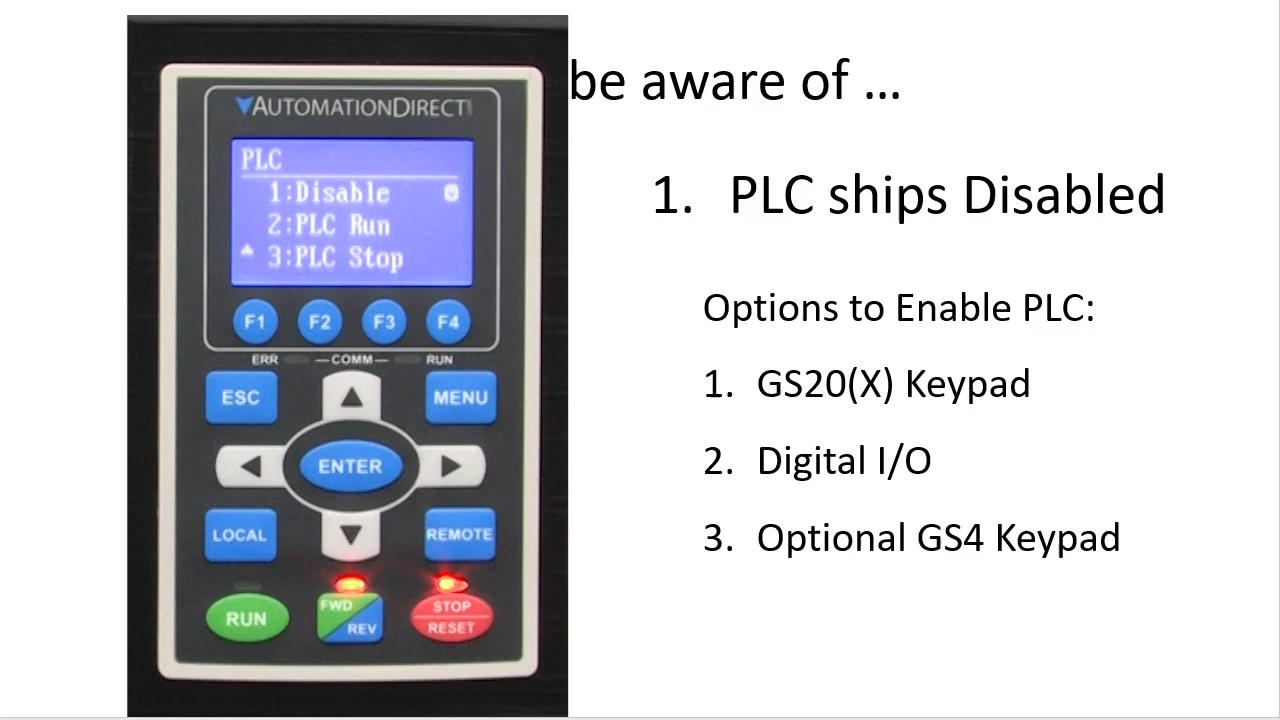 be aware of ...
AUTOMATIONDIRECT
PLC
1:Disable
2:PLC Run
3:PLC Stop
F1 F2 F3 F4
ERR COMM RUN
ESC MENU
ENTER
LOCAL REMOTE
RUN FWD REV STOP RESET
1. PLC ships Disabled
Options to Enable PLC:
1. GS20(X) Keypad
2. Digital I/O
3. Optional GS4 Keypad